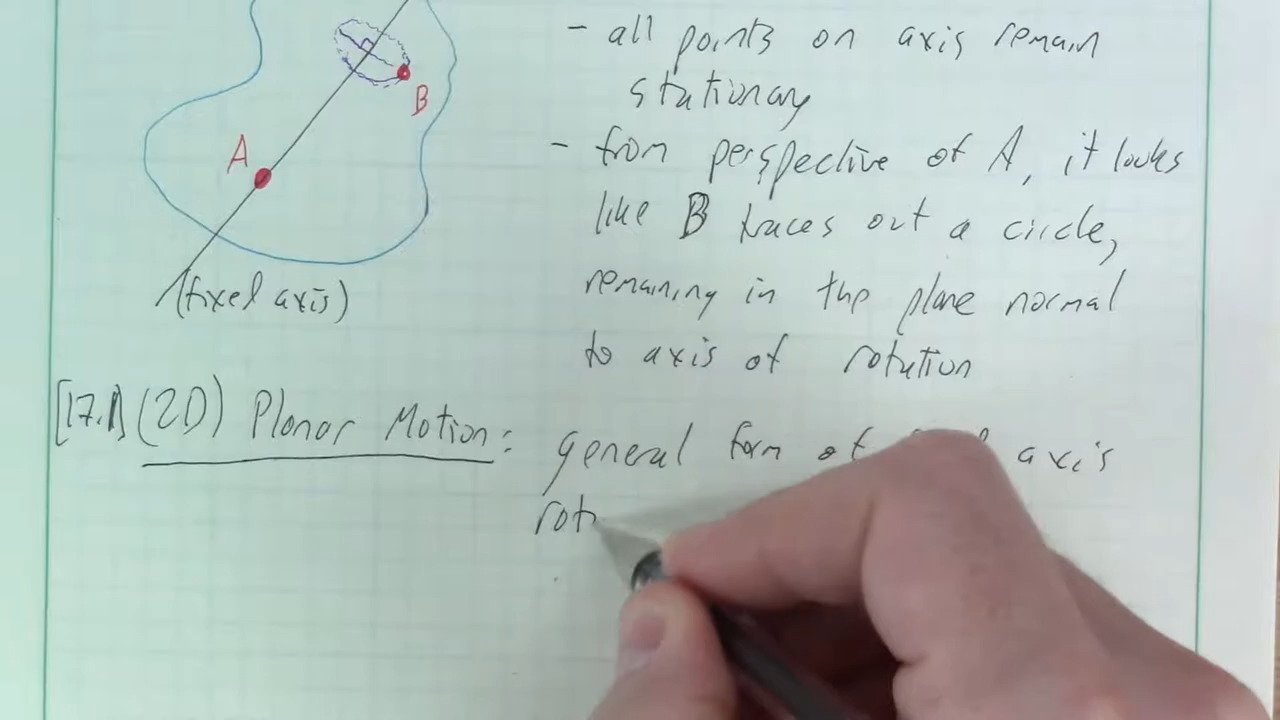 - all points on axis remain
stationary
B
A
- from perspective of A, it looks
like B traces out a circle,
remaining in the plane normal
(fixed axis)
to axis of rotation
[17.1] (2D) Planar Motion: general form of axis
rot